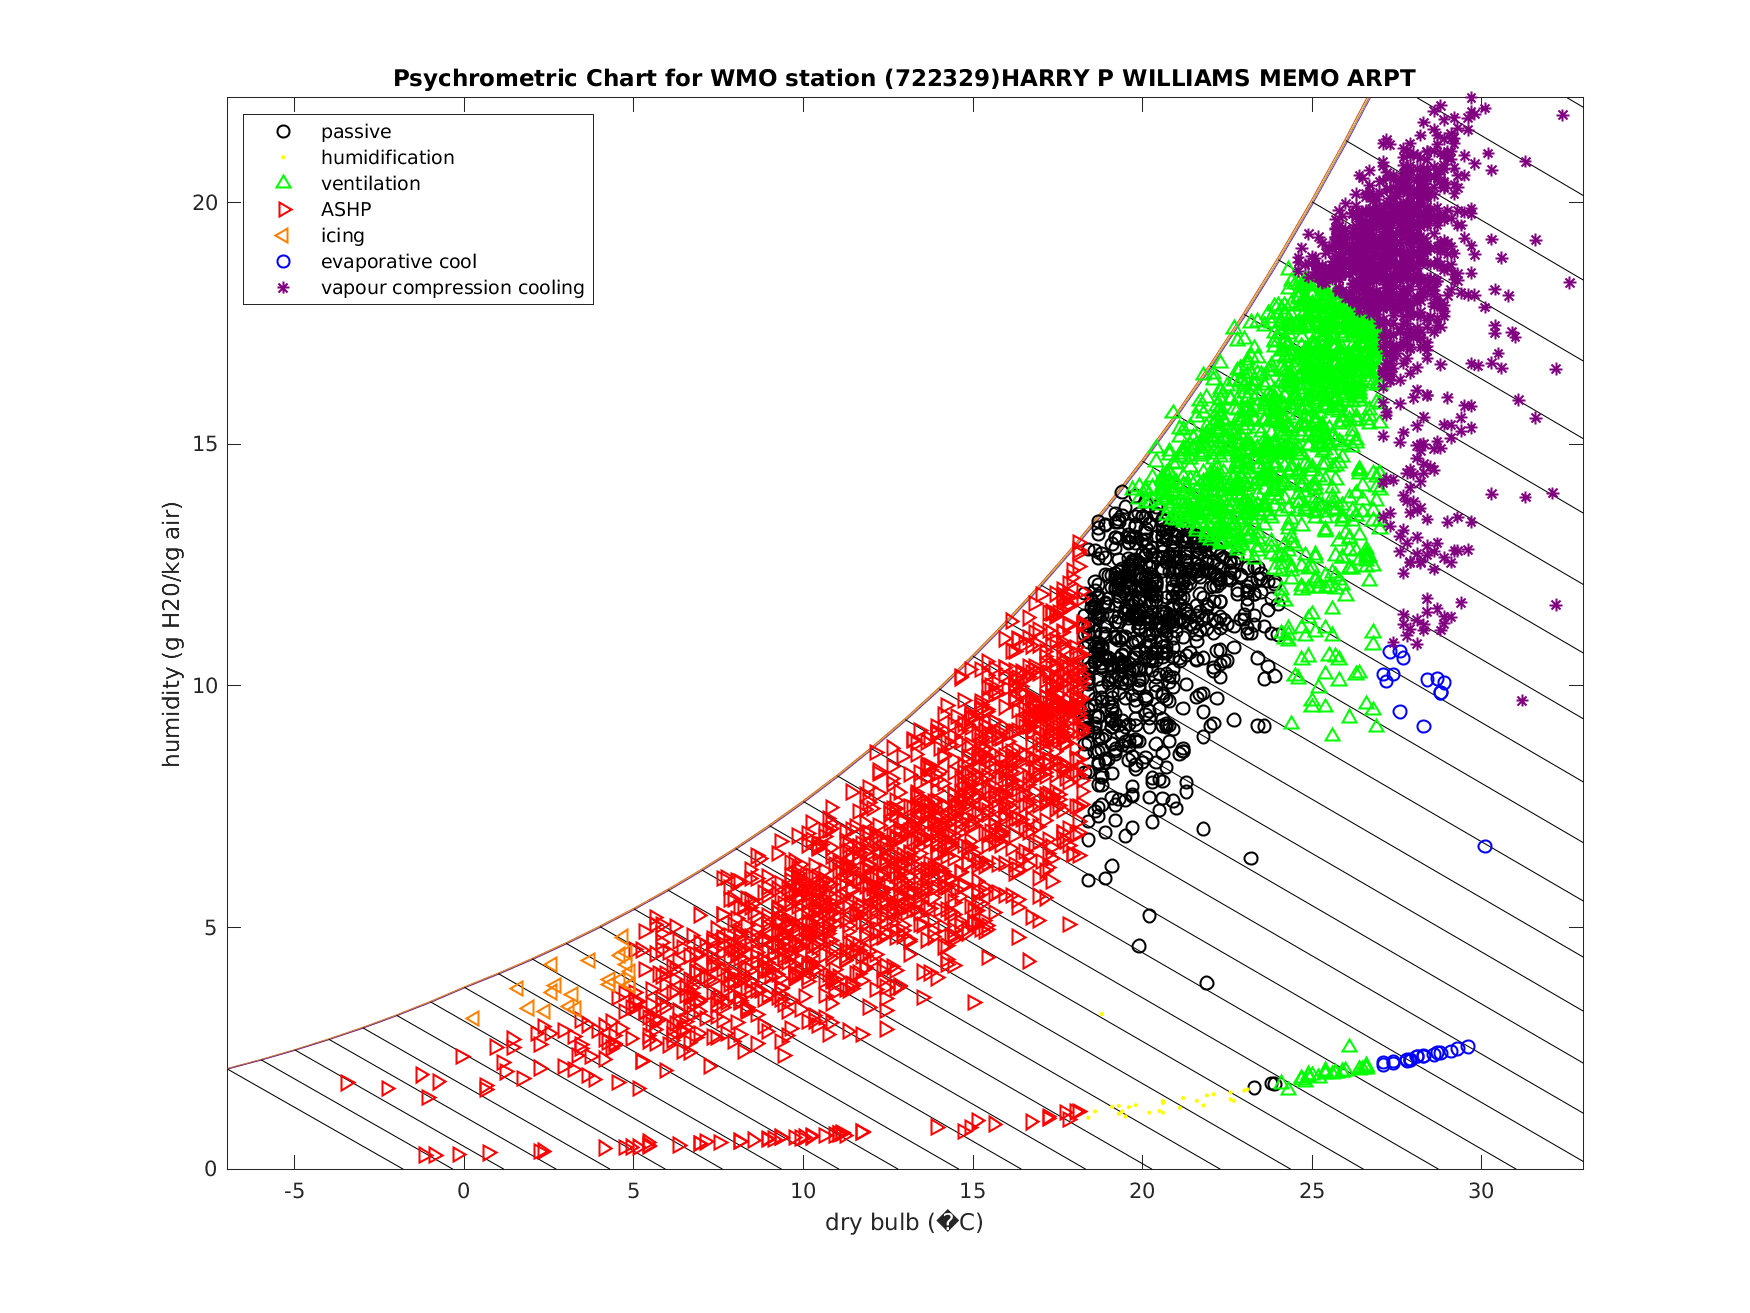 Psychrometric Chart for WMO station (722329)HARRY P WILLIAMS MEMO ARPT
passive
humidification
ventilation
ASHP
icing
evaporative cool
vapour compression cooling
humidity (g H20/kg air)
20
15
10
5
0
-5
0
5
10
15
20
25
30
dry bulb (�C)